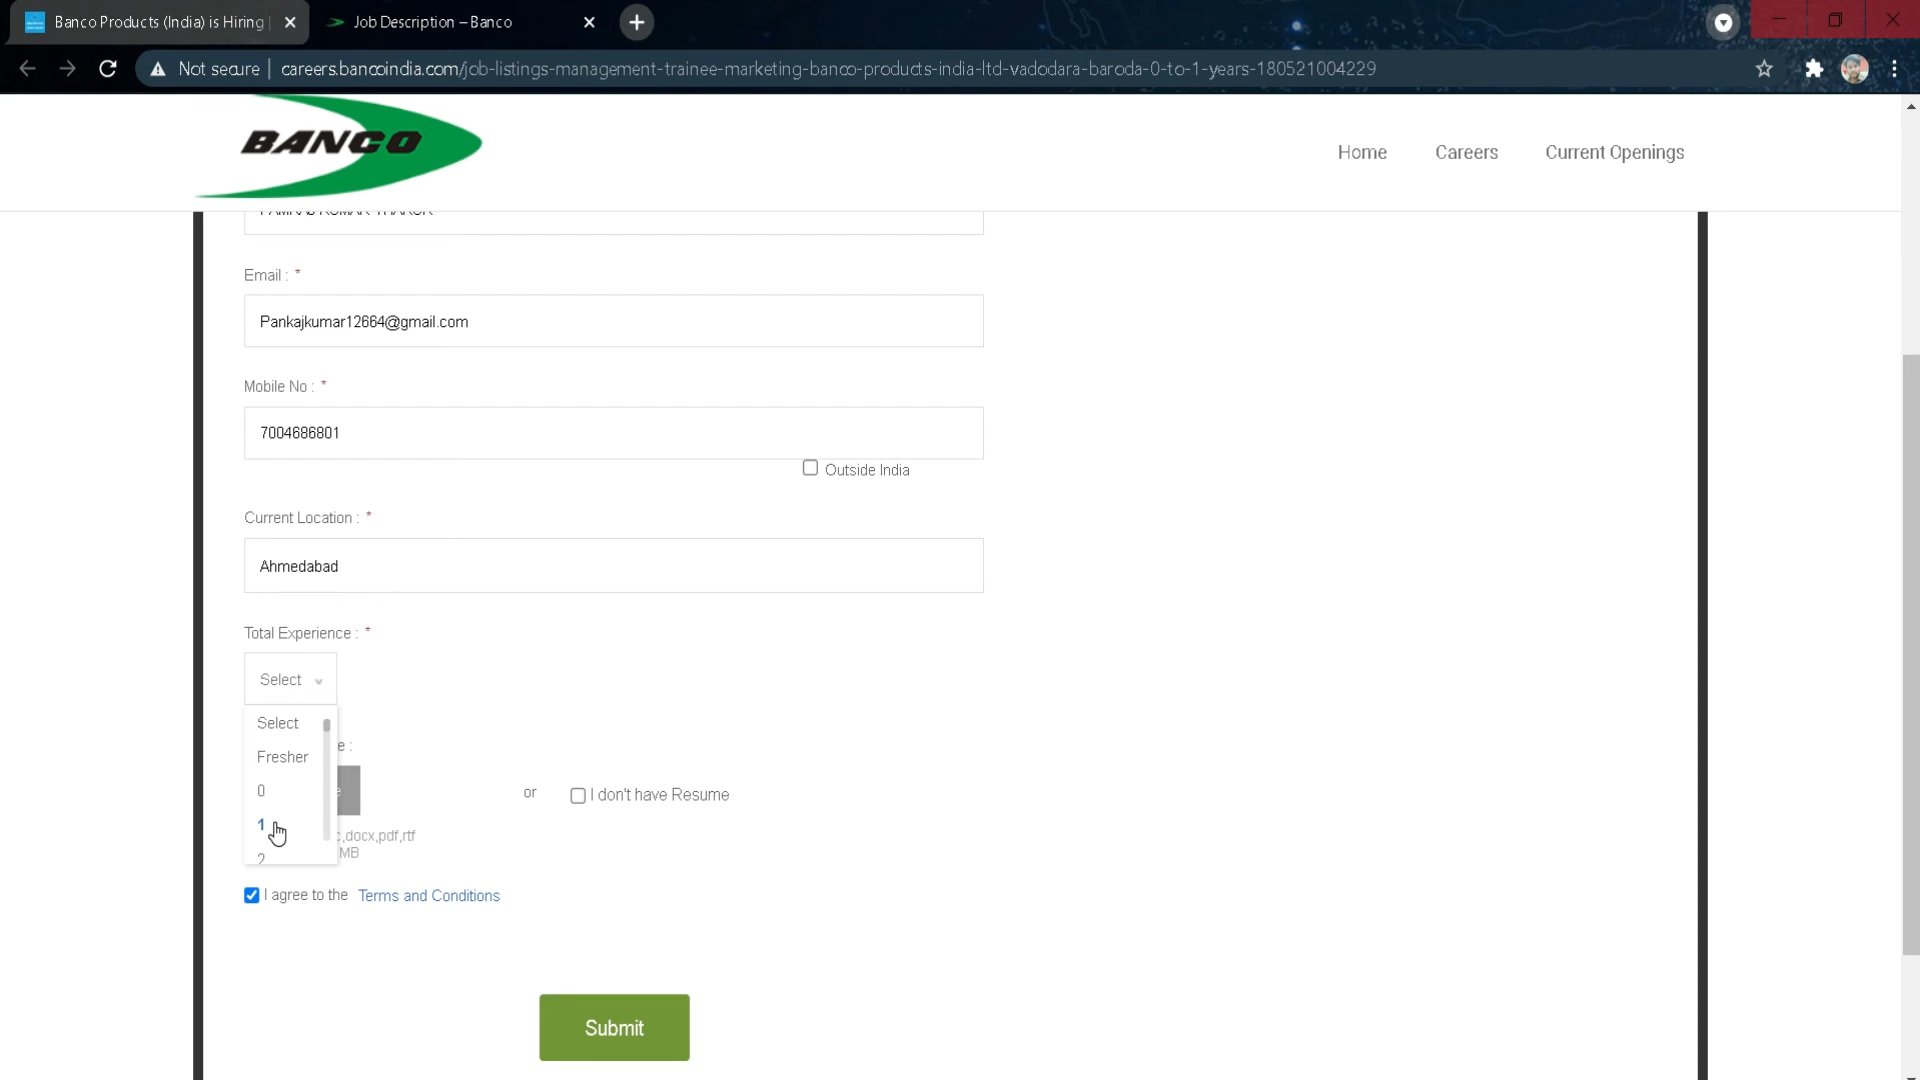 Banco Products (India) is Hiring
Job Description – Banco
Not secure
careers.bancoindia.com/job-listings-management-trainee-marketing-banco-products-india-ltd-vadodara-baroda-0-to-1-years-180521004229
BANCO
Home
Careers
Current Openings
Email : *
Pankajkumar12664@gmail.com
Mobile No : *
7004686801
Outside India
Current Location : *
Ahmedabad
Total Experience : *
Select
Select
Fresher
e :
0
e
or
I don't have Resume
1
c,docx,pdf,rtf
2
MB
I agree to the Terms and Conditions
Submit